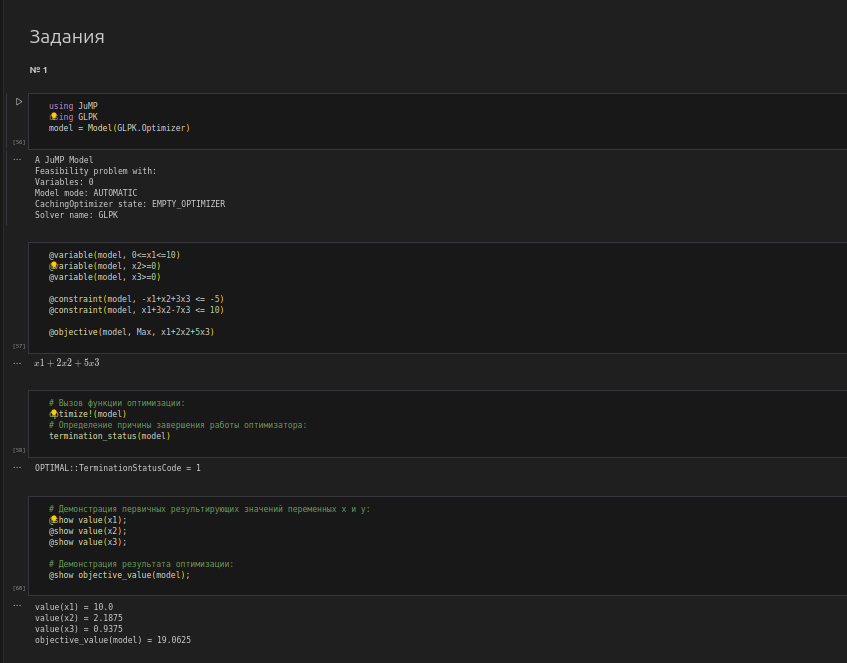 Задания
№ 1
using JuMP
using GLPK
model = Model(GLPK.Optimizer)
[56]
...
A JuMP Model
Feasibility problem with:
Variables: 0
Model mode: AUTOMATIC
CachingOptimizer state: EMPTY_OPTIMIZER
Solver name: GLPK
@variable(model, 0<=x1<=10)
@variable(model, x2>=0)
@variable(model, x3>=0)
@constraint(model, -x1+x2+3x3 <= -5)
@constraint(model, x1+3x2-7x3 <= 10)
@objective(model, Max, x1+2x2+5x3)
[57]
...
x1 + 2x2 + 5x3
# Вызов функции оптимизации:
optimize!(model)
# Определение причины завершения работы оптимизатора:
termination_status(model)
[58]
...
OPTIMAL::TerminationStatusCode = 1
# Демонстрация первичных результирующих значений переменных x и y:
@show value(x1);
@show value(x2);
@show value(x3);
# Демонстрация результата оптимизации:
@show objective_value(model);
[60]
...
value(x1) = 10.0
value(x2) = 2.1875
value(x3) = 0.9375
objective_value(model) = 19.0625